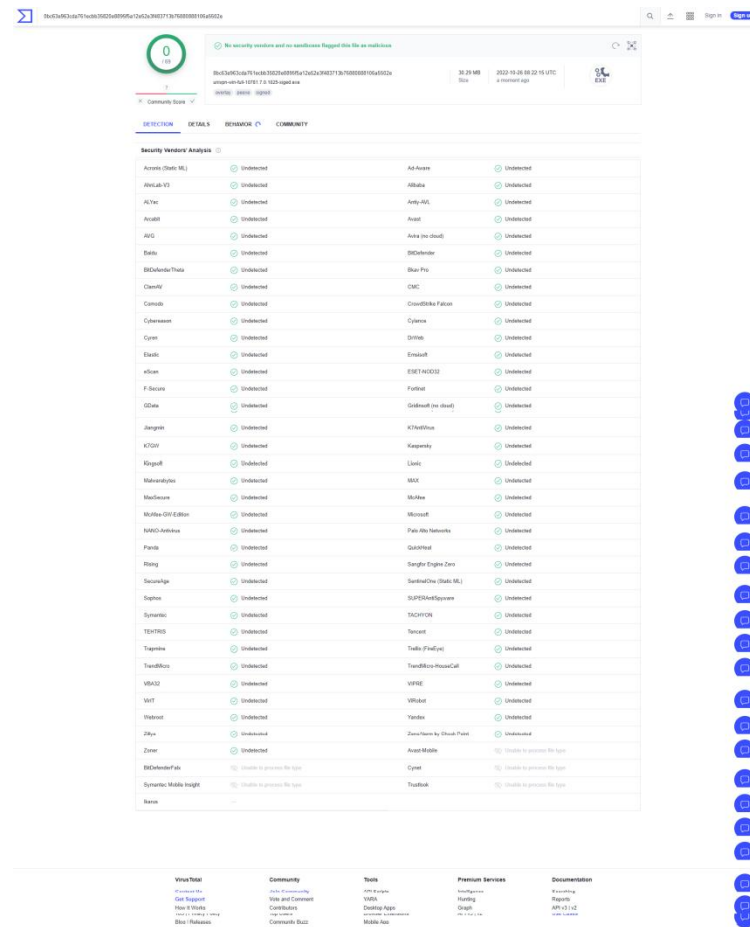 Sign in
Sign u
0
/ 69
No security vendors and no sandboxes flagged this file as malicious
30.29 MB
Size
2022-10-26 08:22:15 UTC
a moment ago
EXE
overlay peexe signed
Community Score
DETECTION DETAILS BEHAVIOR COMMUNITY
Security Vendors' Analysis
Acronis (Static ML) Undetected Ad-Aware Undetected
AhnLab-V3 Undetected Alibaba Undetected
ALYac Undetected Antiy-AVL Undetected
Arcabit Undetected Avast Undetected
AVG Undetected Avira (no cloud) Undetected
Baidu Undetected BitDefender Undetected
BitDefenderTheta Undetected Bkav Pro Undetected
ClamAV Undetected CMC Undetected
Comodo Undetected CrowdStrike Falcon Undetected
Cybereason Undetected Cylance Undetected
Cyren Undetected DrWeb Undetected
Elastic Undetected Emsisoft Undetected
eScan Undetected ESET-NOD32 Undetected
F-Secure Undetected Fortinet Undetected
GData Undetected Gridinsoft (no cloud) Undetected
Jiangmin Undetected K7AntiVirus Undetected
K7GW Undetected Kaspersky Undetected
Kingsoft Undetected Lionic Undetected
Malwarebytes Undetected MAX Undetected
MaxSecure Undetected McAfee Undetected
McAfee-GW-Edition Undetected Microsoft Undetected
NANO-Antivirus Undetected Palo Alto Networks Undetected
Panda Undetected QuickHeal Undetected
Rising Undetected Sangfor Engine Zero Undetected
SecureAge Undetected SentinelOne (Static ML) Undetected
Sophos Undetected SUPERAntiSpyware Undetected
Symantec Undetected TACHYON Undetected
TEHTRIS Undetected Tencent Undetected
Trapmine Undetected Trellix (FireEye) Undetected
TrendMicro Undetected TrendMicro-HouseCall Undetected
VBA32 Undetected VIPRE Undetected
VirIT Undetected ViRobot Undetected
Webroot Undetected Yandex Undetected
Zillya Undetected ZoneAlarm by Check Point Undetected
Zoner Undetected Avast-Mobile Unable to process file type
BitDefenderFalx Unable to process file type Cynet Unable to process file type
Symantec Mobile Insight Unable to process file type Trustlook Unable to process file type
Ikarus
VirusTotal Community Tools Premium Services Documentation
Contact Us Join Community API Scripts Intelligence Searching
Get Support Vote and Comment YARA Hunting Reports
How It Works Contributors Desktop Apps Graph API v3 / v2
Blog / Releases Community Buzz Mobile App